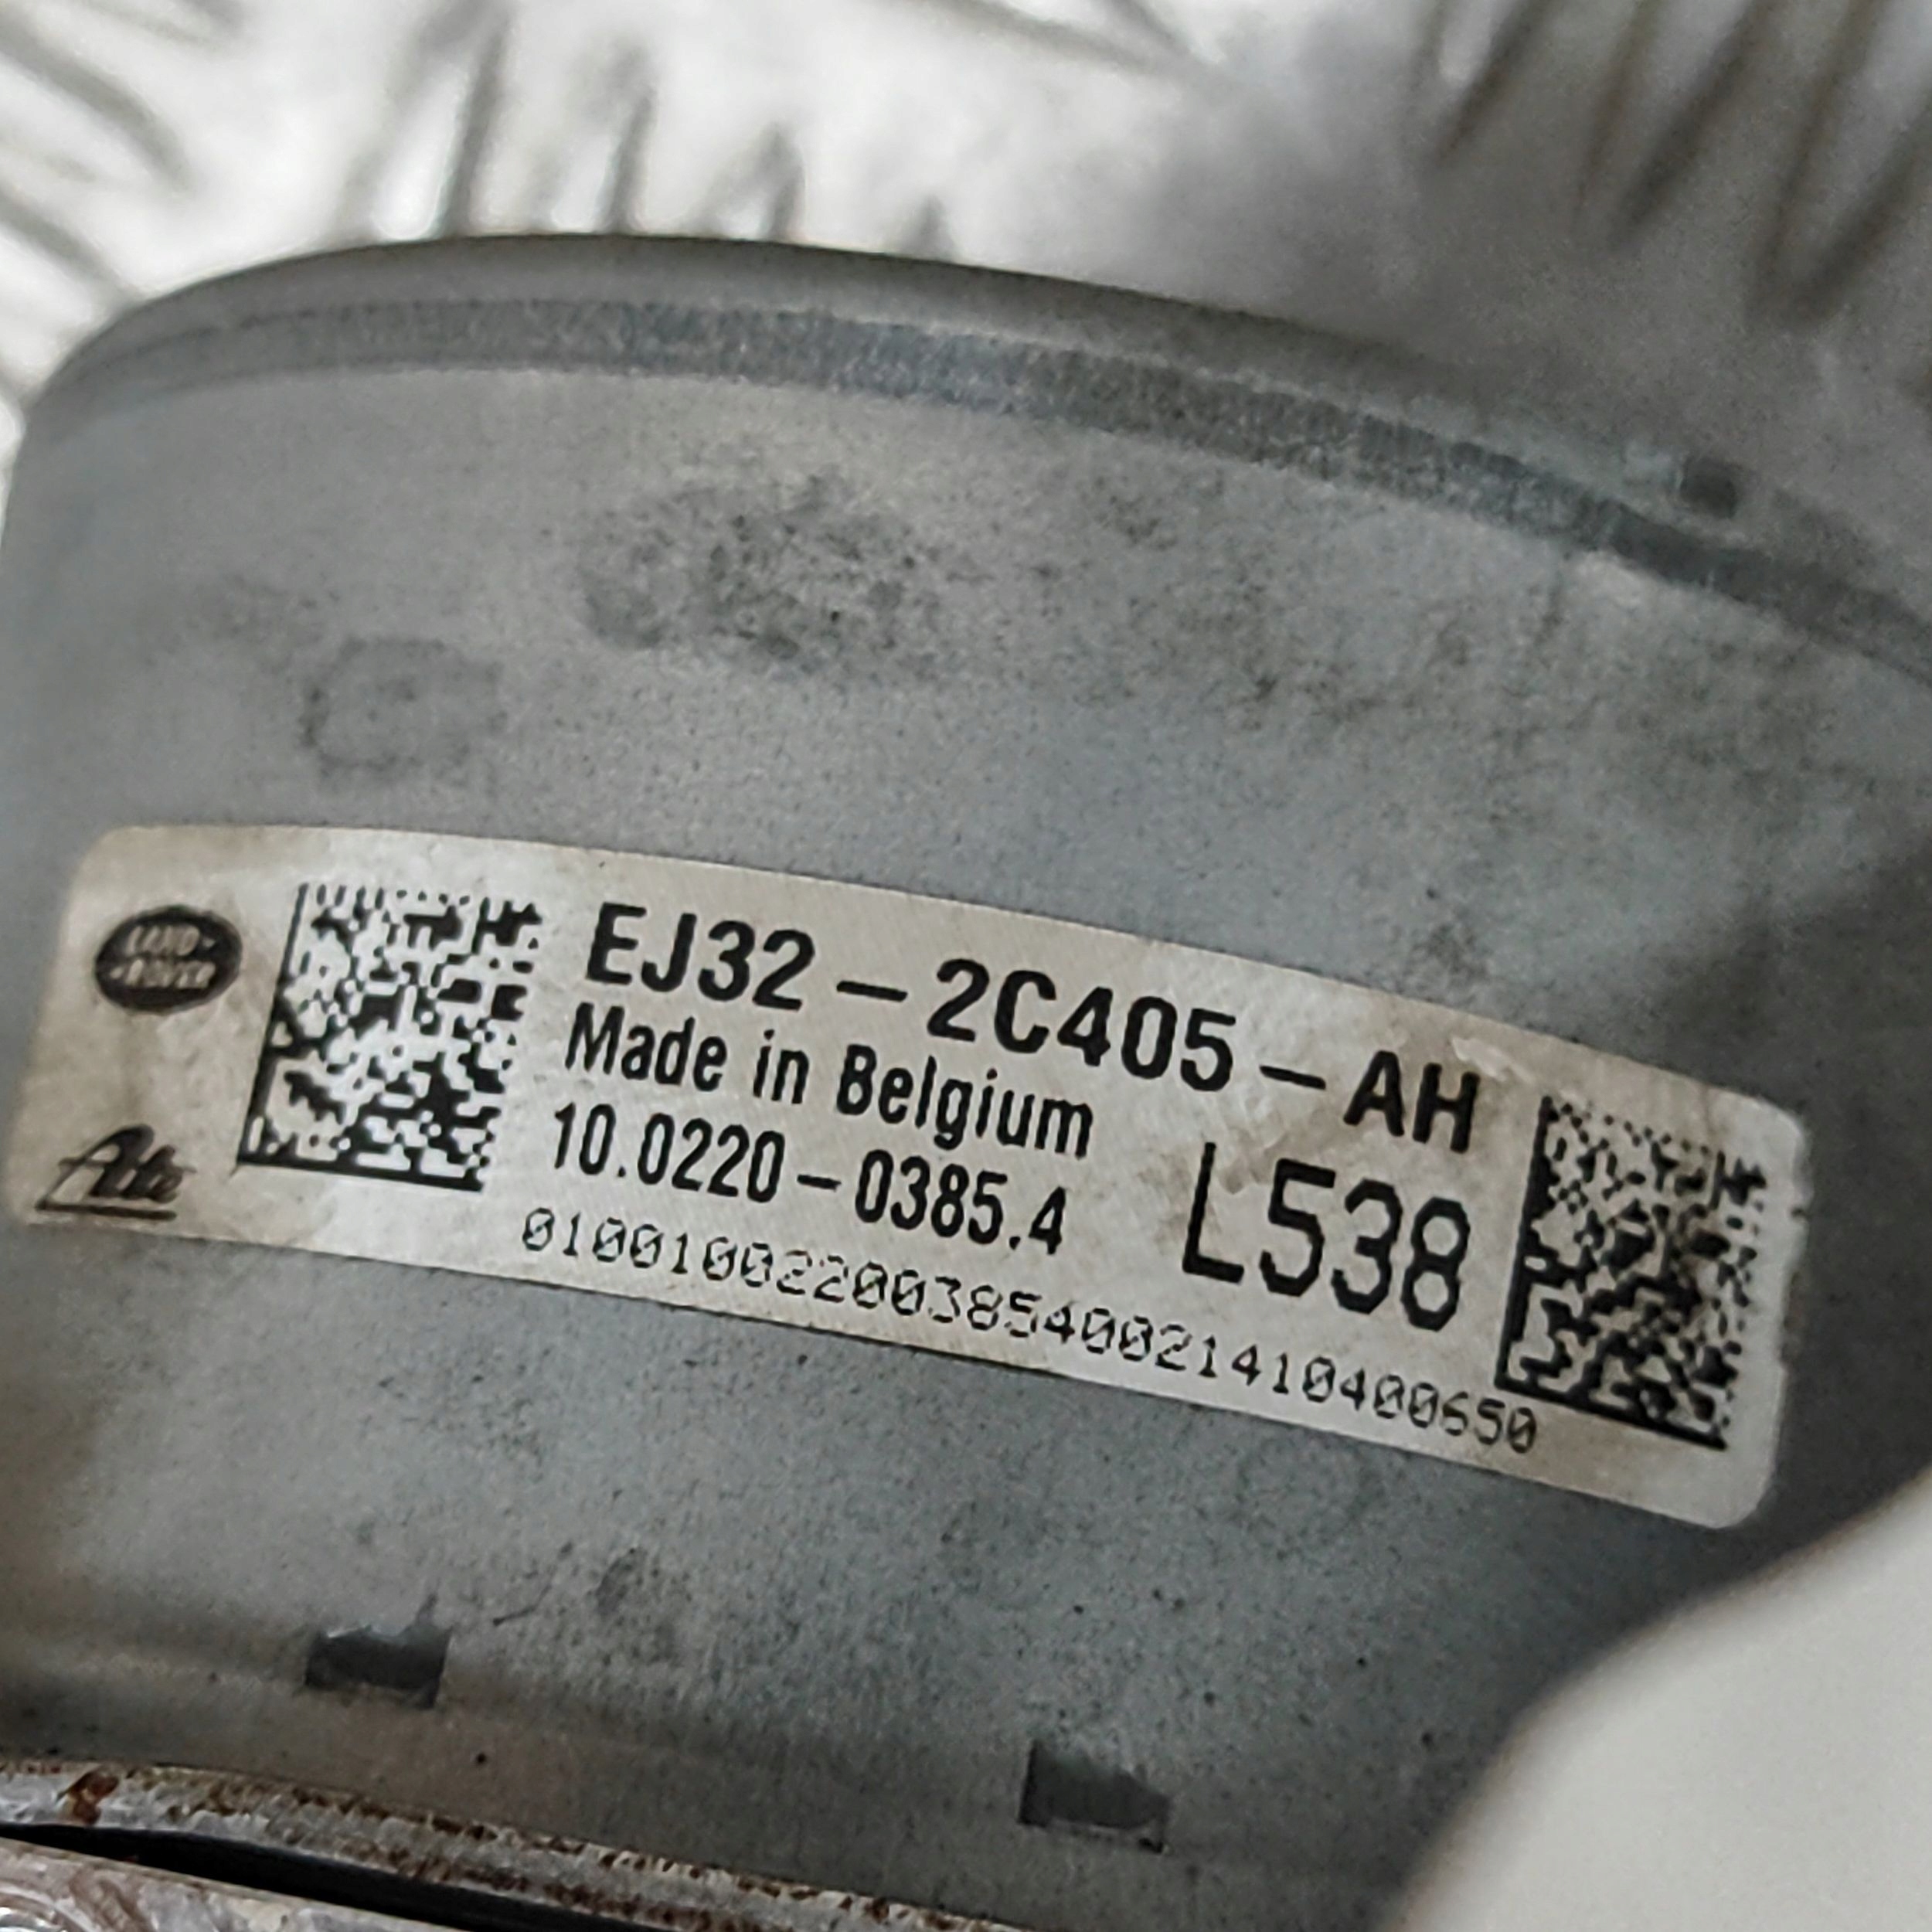 LAND-
-ROVER
Ate
EJ32-2C405-AH
Made in Belgium
10.0220-0385.4
L538
0100100220038540021410400650